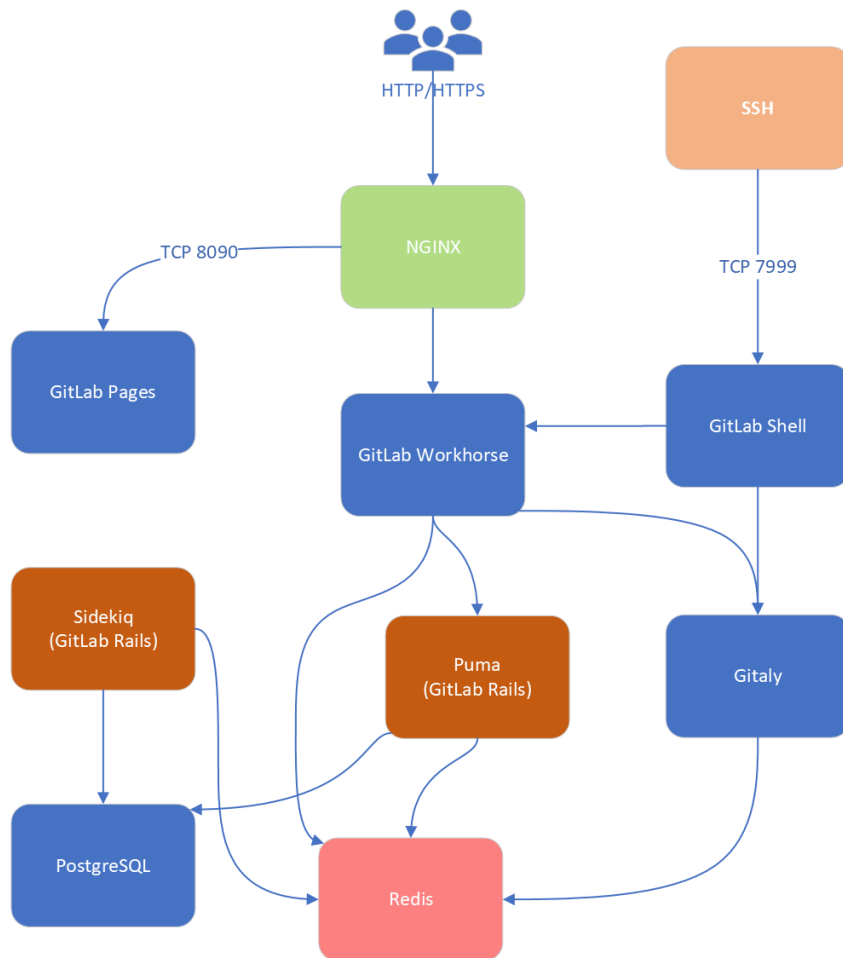 HTTP/HTTPS
SSH
NGINX
TCP 8090
TCP 7999
GitLab Pages
GitLab Workhorse
GitLab Shell
Sidekiq
(GitLab Rails)
Puma
(GitLab Rails)
Gitaly
PostgreSQL
Redis